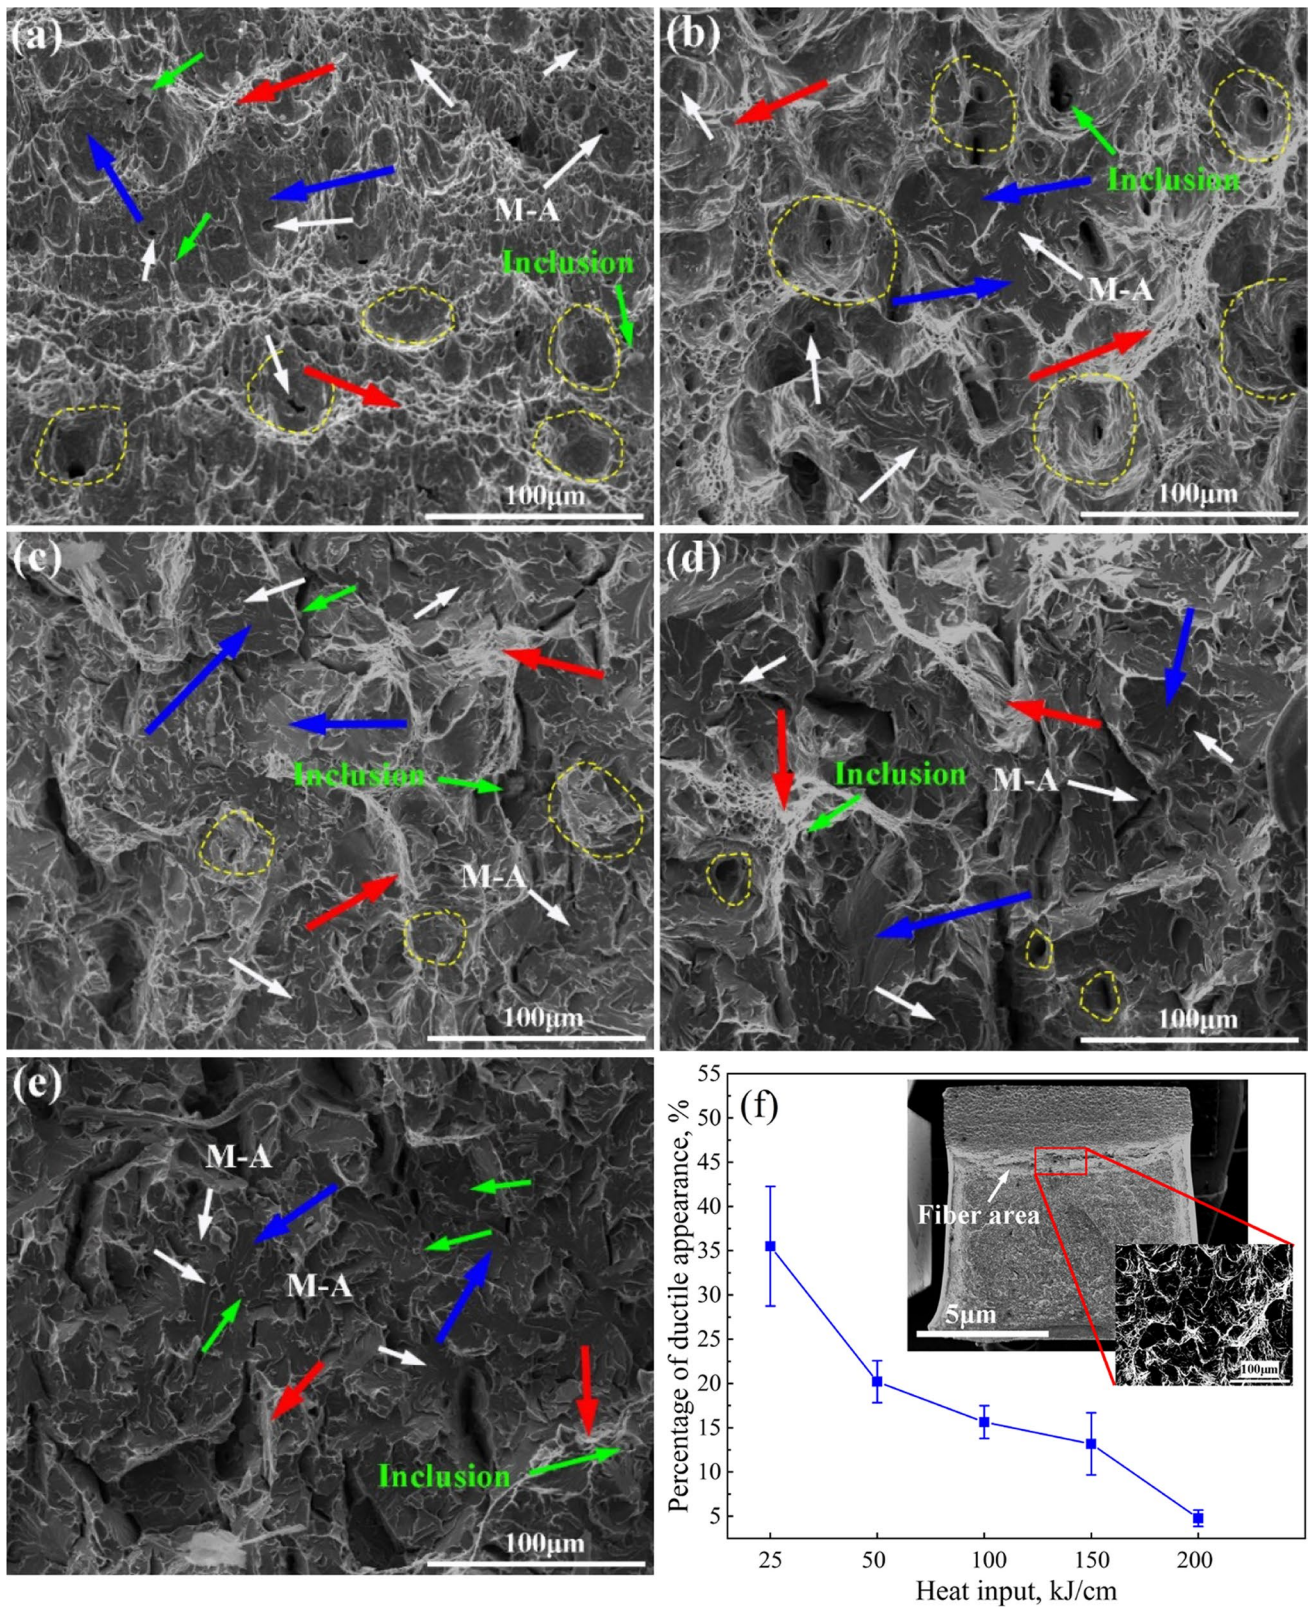 (a)
M-A
Inclusion
100μm
(b)
Inclusion
M-A
100μm
(c)
Inclusion
M-A
100μm
(d)
Inclusion
M-A
100μm
(e)
M-A
M-A
Inclusion
100μm
(f)
Percentage of ductile appearance, %
55
50
45
40
35
30
25
20
15
10
5
Fiber area
5μm
100μm
25 50 100 150 200
Heat input, kJ/cm